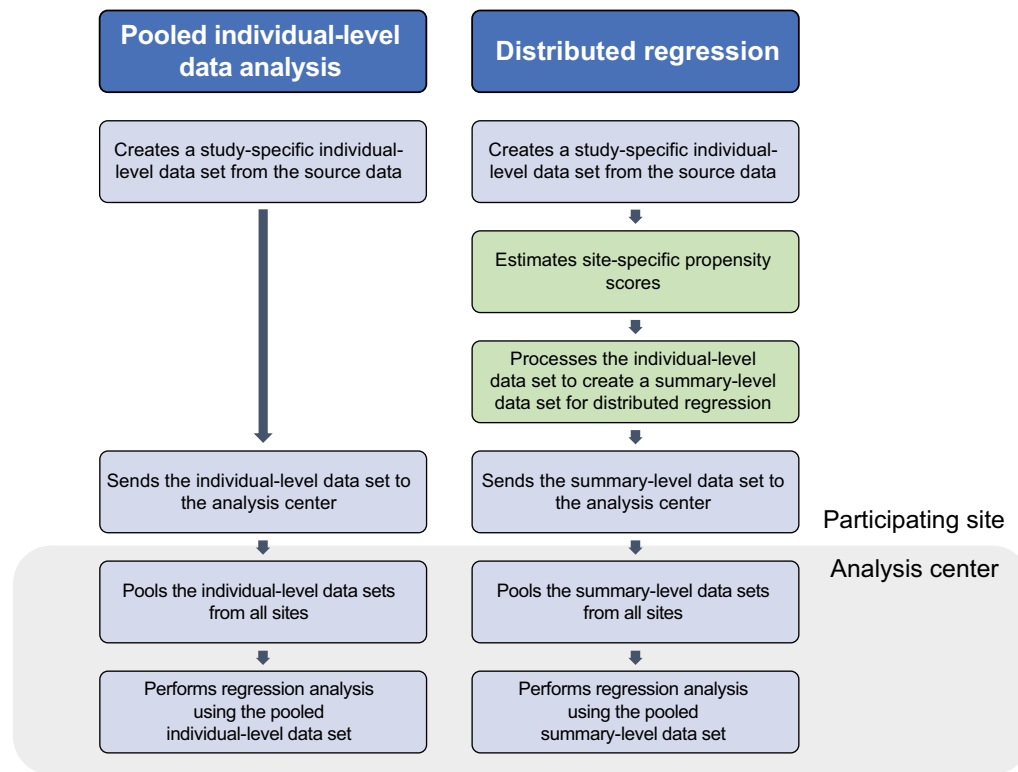 Pooled individual-level
data analysis
Creates a study-specific individual-
level data set from the source data
Sends the individual-level data set to
the analysis center
Pools the individual-level data sets
from all sites
Performs regression analysis
using the pooled
individual-level data set
Distributed regression
Creates a study-specific individual-
level data set from the source data
Estimates site-specific propensity
scores
Processes the individual-level
data set to create a summary-level
data set for distributed regression
Sends the summary-level data set to
the analysis center
Pools the summary-level data sets
from all sites
Performs regression analysis
using the pooled
summary-level data set
Participating site
Analysis center